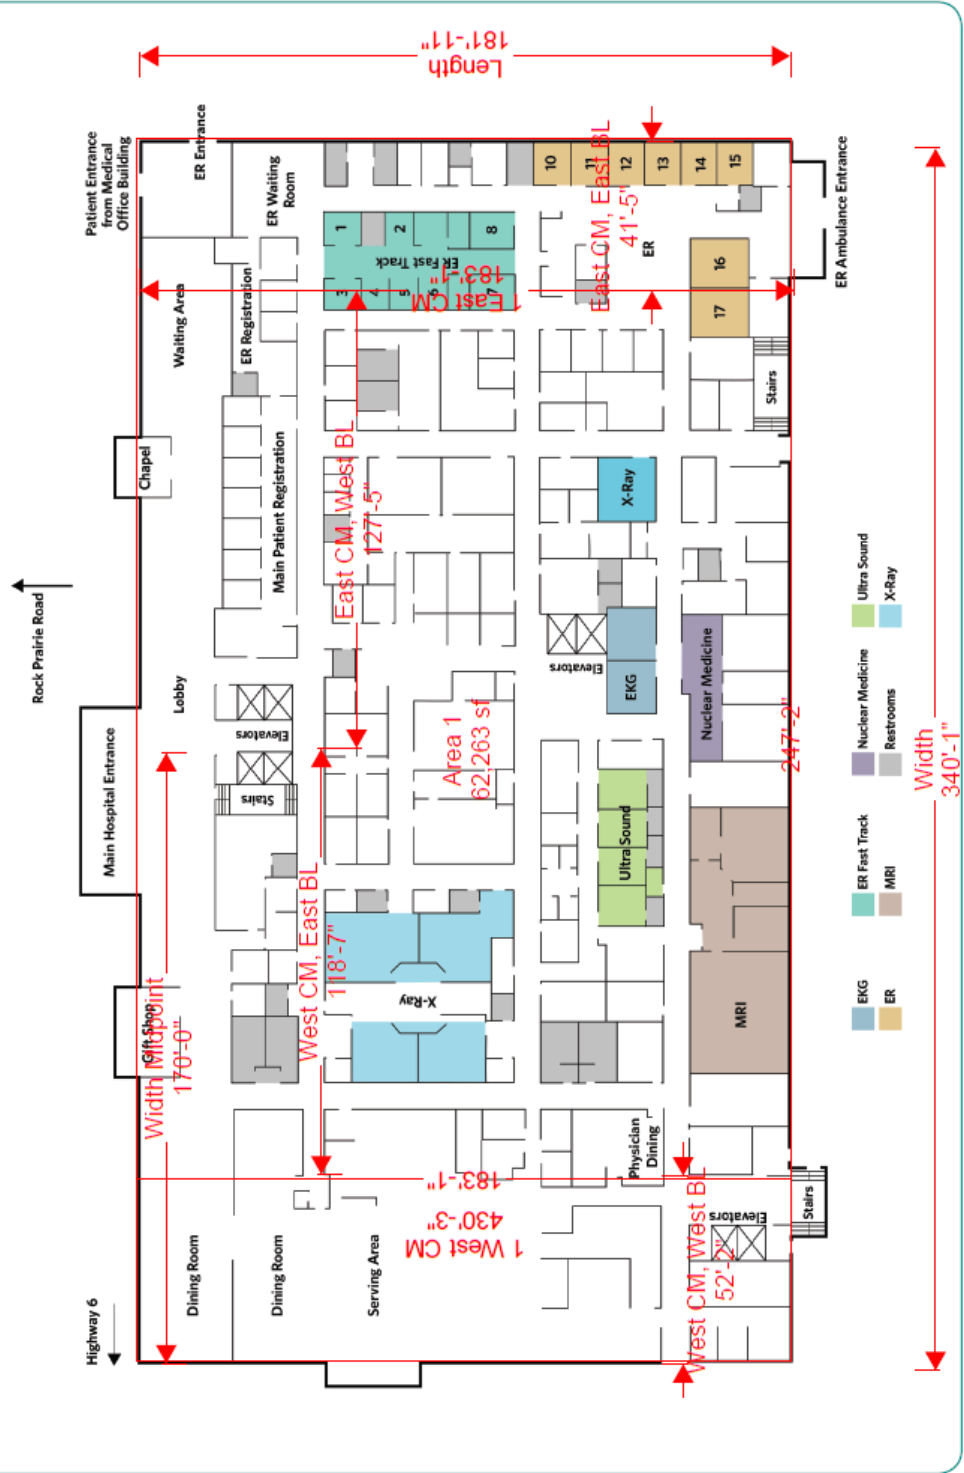 Length
181'-11"
Patient Entrance
from Medical
Office Building
ER Entrance
ER Waiting
Room
10
11
12
13
14
15
East CM, East BL
41'-5"
ER
ER Ambulance Entrance
1
2
8
ER Fast Track
3
4
5
6
7
1 East CM
183'-1"
16
17
Waiting Area
ER Registration
Stairs
Chapel
Main Patient Registration
East CM, West BL
127'-5"
X-Ray
Rock Prairie Road
Lobby
Elevators
Elevators
EKG
Nuclear Medicine
Main Hospital Entrance
Stairs
Area 1
62,263 sf
247'-2"
Ultra Sound
Width
340'-1"
Width Midpoint
170'-0"
Gift Shop
West CM, East BL
118'-7"
X-Ray
MRI
Physician
Dining
183'-1"
430'-3"
1 West CM
West CM, West BL
52'-2"
Elevators
Stairs
Dining Room
Dining Room
Serving Area
Highway 6
EKG
ER
ER Fast Track
MRI
Nuclear Medicine
Restrooms
Ultra Sound
X-Ray